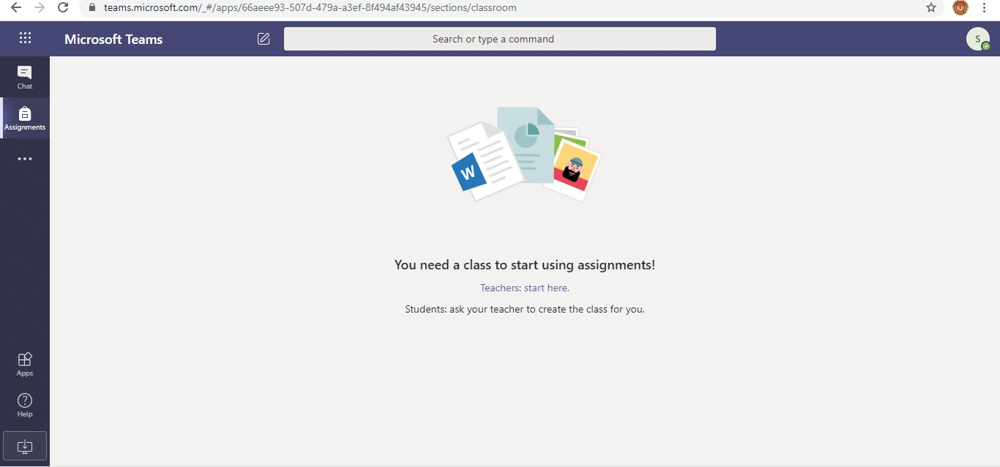 teams.microsoft.com/_#/apps/66aeee93-507d-479a-a3ef-8f494af43945/sections/classroom
Microsoft Teams
Search or type a command
S
Chat
Assignments
W
You need a class to start using assignments!
Teachers: start here.
Students: ask your teacher to create the class for you.
Apps
Help